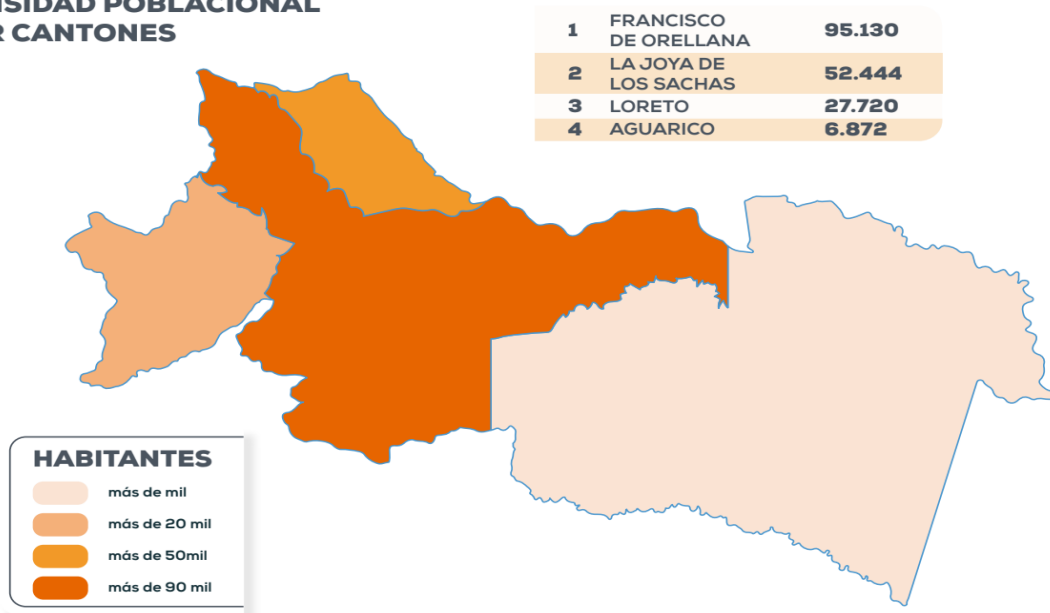 SIDAD POBLACIONAL
CANTONES
1 FRANCISCO DE ORELLANA 95.130
2 LA JOYA DE LOS SACHAS 52.444
3 LORETO 27.720
4 AGUARICO 6.872
HABITANTES
más de mil
más de 20 mil
más de 50mil
más de 90 mil